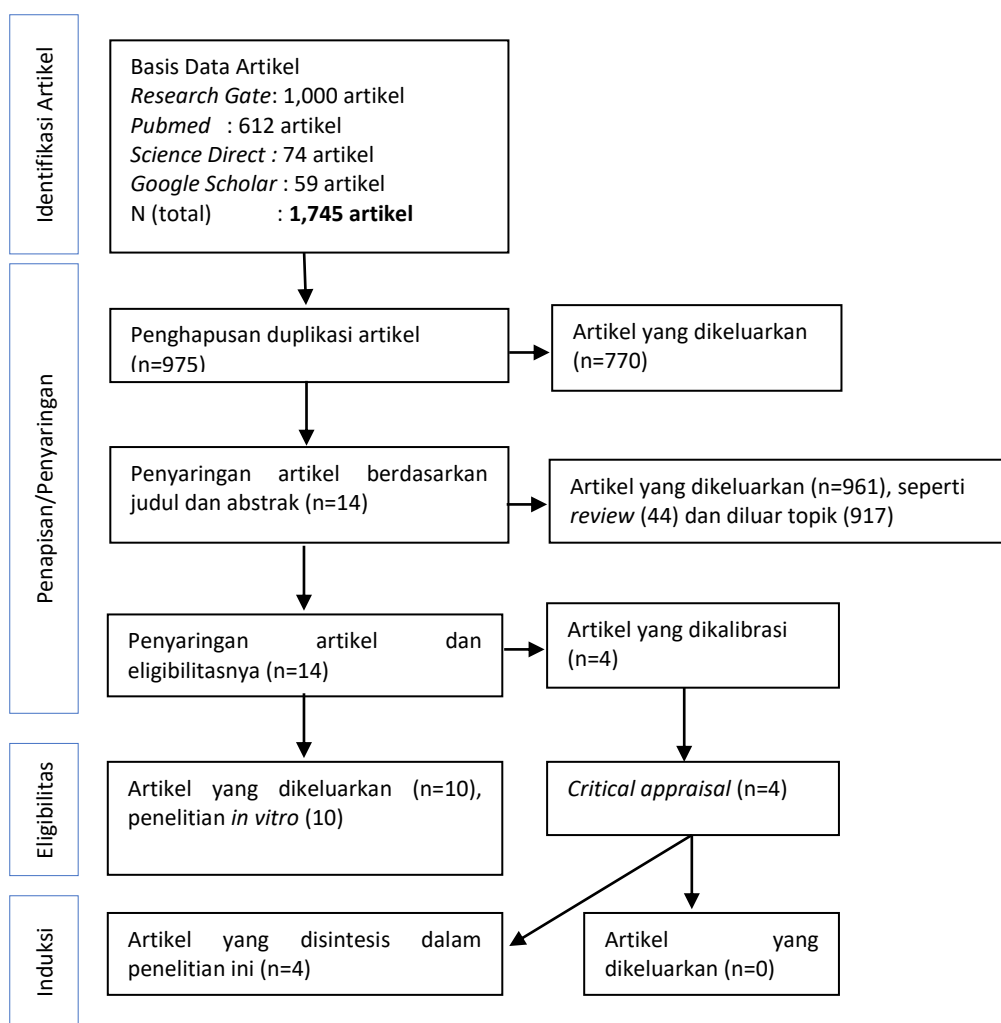 Identifikasi Artikel
Basis Data Artikel
Research Gate: 1,000 artikel
Pubmed : 612 artikel
Science Direct : 74 artikel
Google Scholar : 59 artikel
N (total) : 1,745 artikel
Penapisan/Penyaringan
Penghapusan duplikasi artikel
(n=975)
Artikel yang dikeluarkan
(n=770)
Penyaringan artikel berdasarkan
judul dan abstrak (n=14)
Artikel yang dikeluarkan (n=961), seperti
review (44) dan diluar topik (917)
Penyaringan artikel dan
eligibilitasnya (n=14)
Artikel yang dikalibrasi
(n=4)
Eligibilitas
Artikel yang dikeluarkan (n=10),
penelitian in vitro (10)
Critical appraisal (n=4)
Induksi
Artikel yang disintesis dalam
penelitian ini (n=4)
Artikel yang
dikeluarkan (n=0)